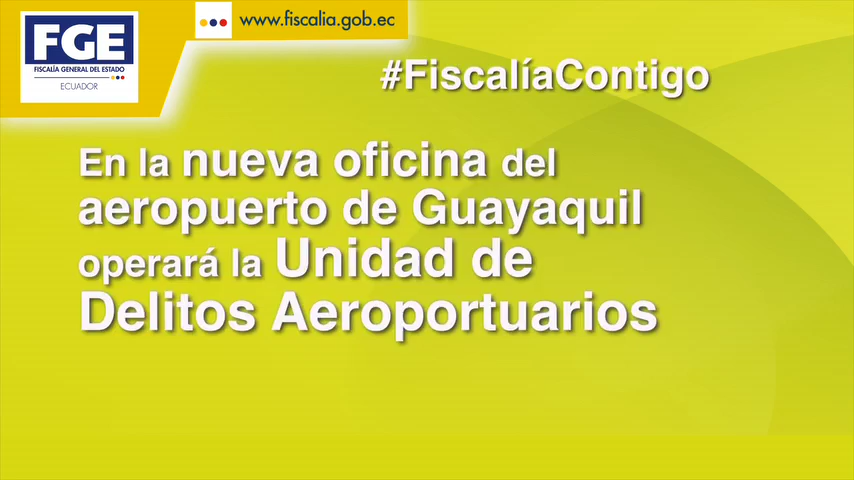 FGE
FISCALÍA GENERAL DEL ESTADO
ECUADOR
www.fiscalia.gob.ec
#FiscalíaContigo
En la nueva oficina del
aeropuerto de Guayaquil
operará la Unidad de
Delitos Aeroportuarios